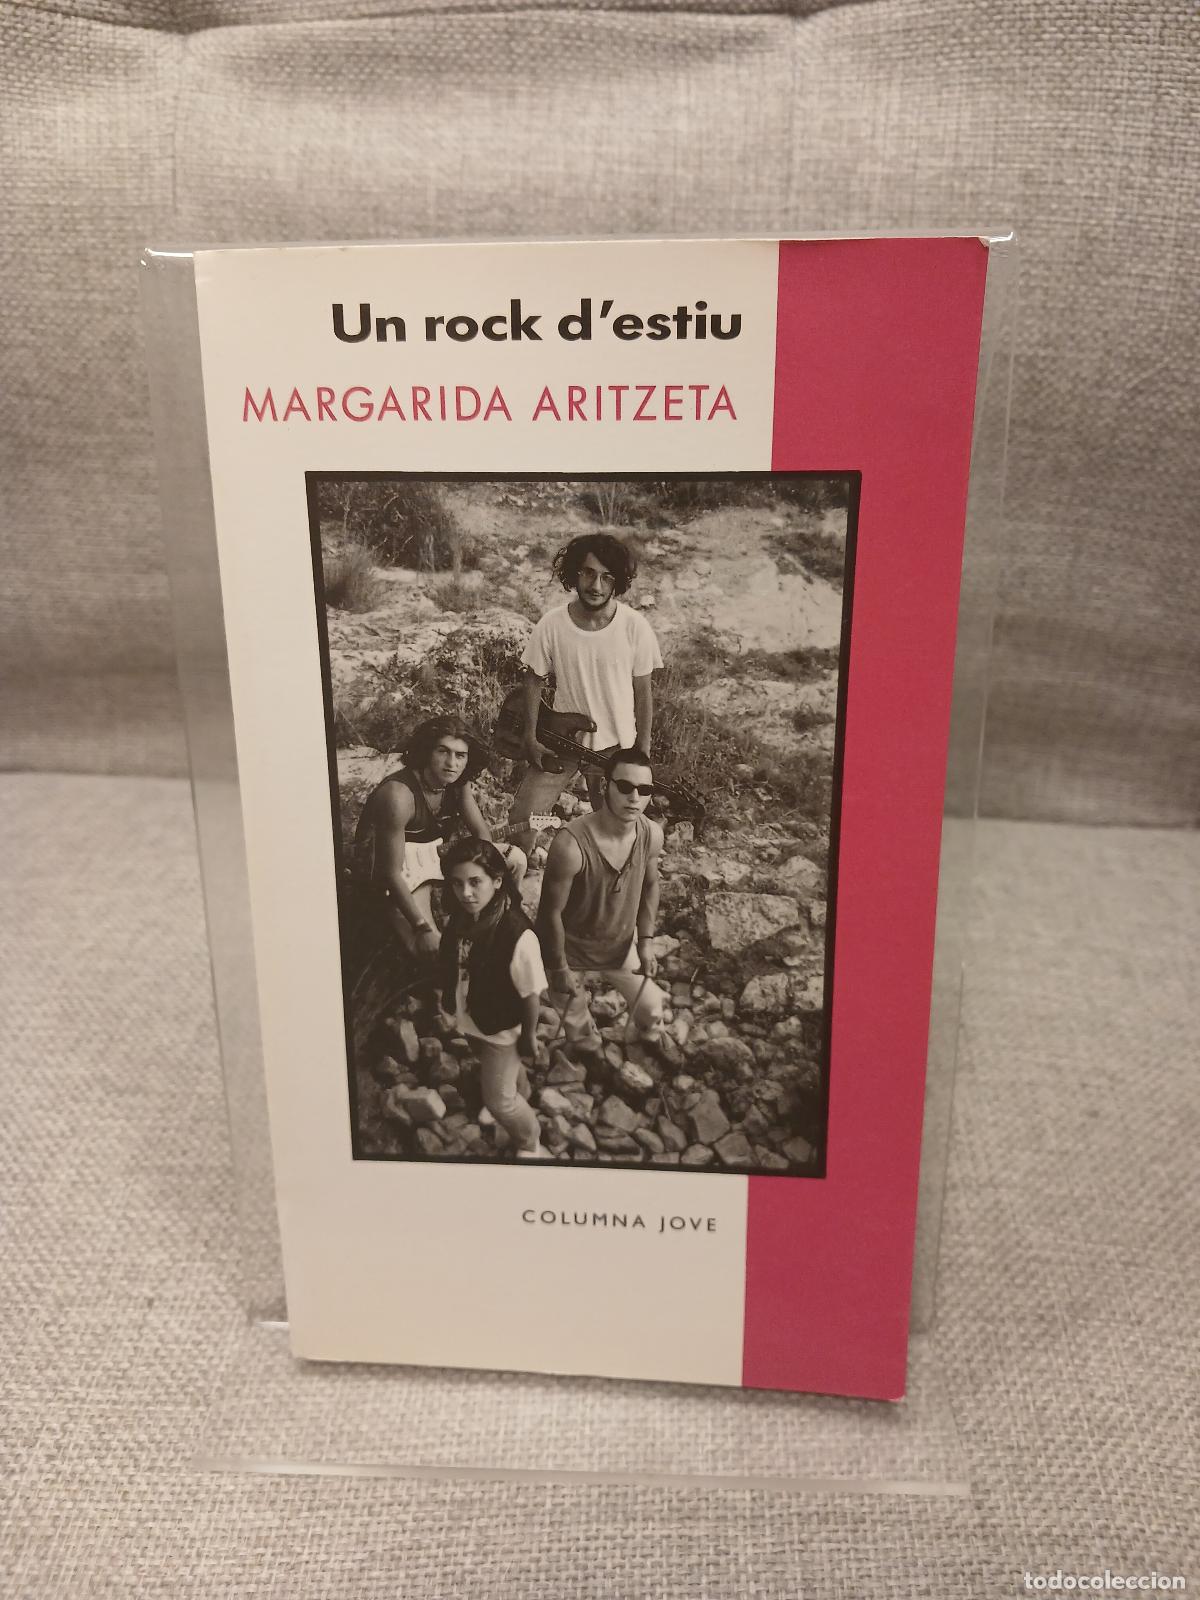 Un rock d'estiu
MARGARIDA ARITZETA
COLUMNA JOVE
todocoleccion